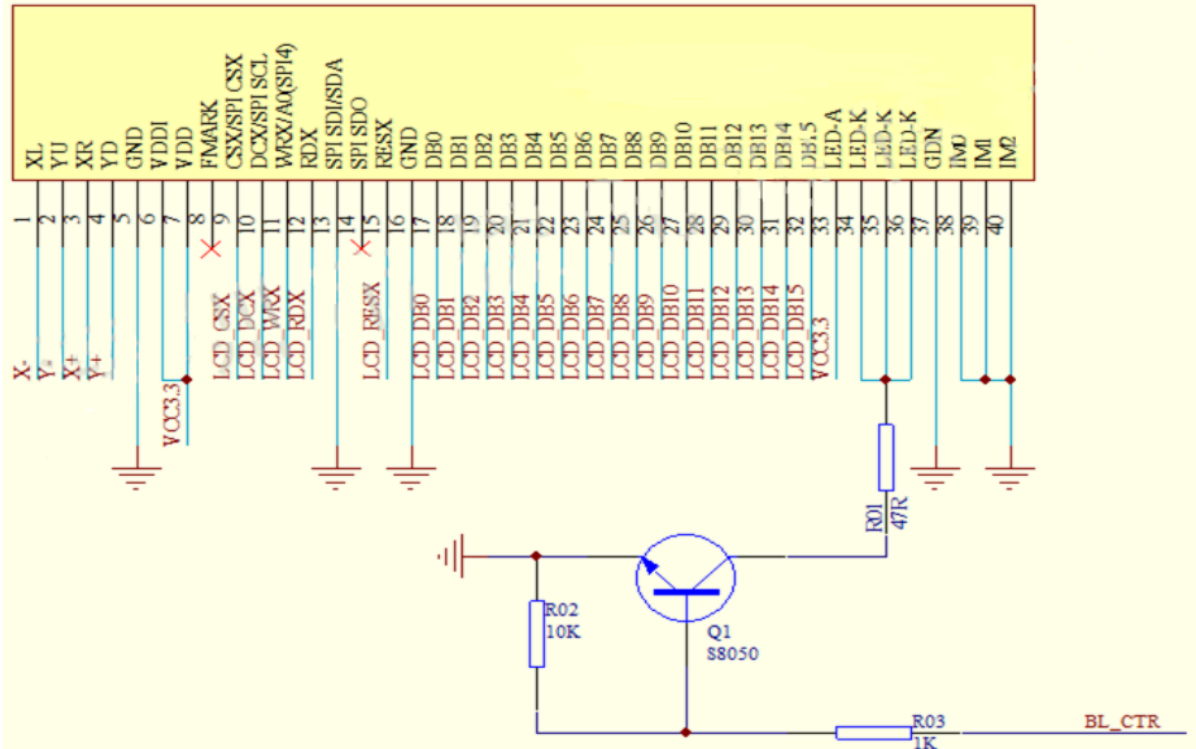 XL
YU
XR
YD
GND
VDDI
VDD
FMARK
CSX/SPI CSX
DCX/SPI SCL
WRX/A0(SPI4)
RDX
SPI SDI/SDA
SPI SDO
RESX
GND
DB0
DB1
DB2
DB3
DB4
DB5
DB6
DB7
DB8
DB9
DB10
DB11
DB12
DB13
DB14
DB15
LED-A
LED-K
LED-K
LED-K
GDN
IM0
IM1
IM2
1
2
3
4
5
6
7
8
9
10
11
12
13
14
15
16
17
18
19
20
21
22
23
24
25
26
27
28
29
30
31
32
33
34
35
36
37
38
39
40
X-
Y-
X+
Y+
VCC3.3
LCD_CSX
LCD_DCX
LCD_WRX
LCD_RDX
LCD_RESX
LCD_DB0
LCD_DB1
LCD_DB2
LCD_DB3
LCD_DB4
LCD_DB5
LCD_DB6
LCD_DB7
LCD_DB8
LCD_DB9
LCD_DB10
LCD_DB11
LCD_DB12
LCD_DB13
LCD_DB14
LCD_DB15
VCC3.3
R01
47R
R02
10K
Q1
S8050
R03
1K
BL_CTR